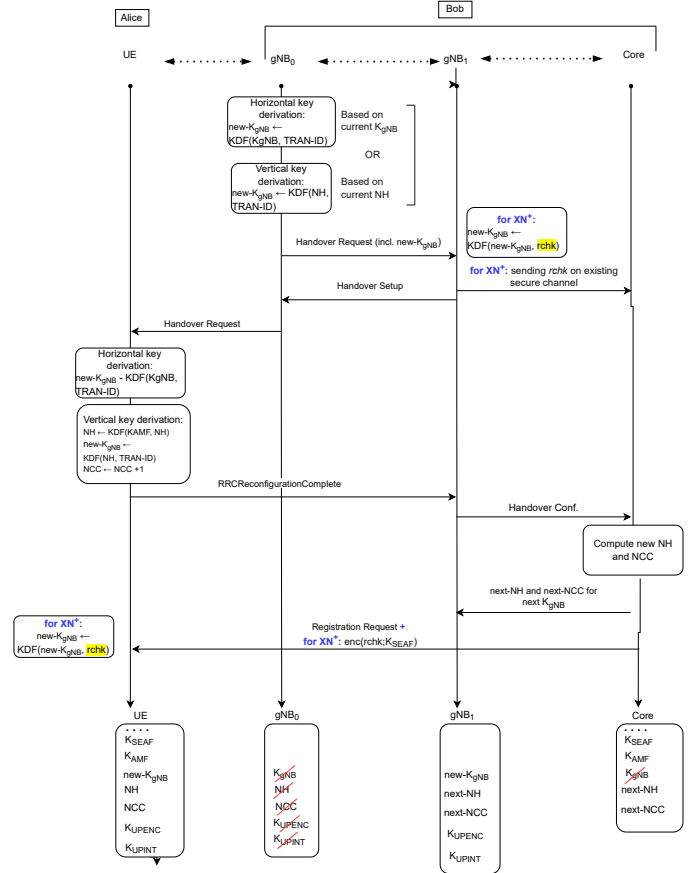 Alice
Bob
UE
gNB0
gNB1
Core
Horizontal key
derivation:
new-KgNB ←
KDF(KgNB, TRAN-ID)
Based on
current KgNB
OR
Vertical key
derivation:
new-KgNB ← KDF(NH,
TRAN-ID)
Based on
current NH
for XN+:
new-KgNB ←
KDF(new-KgNB, rchk)
Handover Request (incl. new-KgNB)
for XN+: sending rchk on existing
secure channel
Handover Setup
Handover Request
Horizontal key
derivation:
new-KgNB - KDF(KgNB,
TRAN-ID)
Vertical key derivation:
NH ← KDF(KAMF, NH)
new-KgNB ←
KDF(NH, TRAN-ID)
NCC ← NCC +1
RRCReconfigurationComplete
Handover Conf.
Compute new NH
and NCC
next-NH and next-NCC for
next KgNB
for XN+:
new-KgNB ←
KDF(new-KgNB, rchk)
Registration Request +
for XN+: enc(rchk;KSEAF)
UE
gNB0
gNB1
Core
. . . .
KSEAF
KAMF
new-KgNB
NH
NCC
KUPENC
KUPINT
KgNB
NH
NCC
KUPENC
KUPINT
new-KgNB
next-NH
next-NCC
KUPENC
KUPINT
. . . .
KSEAF
KAMF
KgNB
next-NH
next-NCC